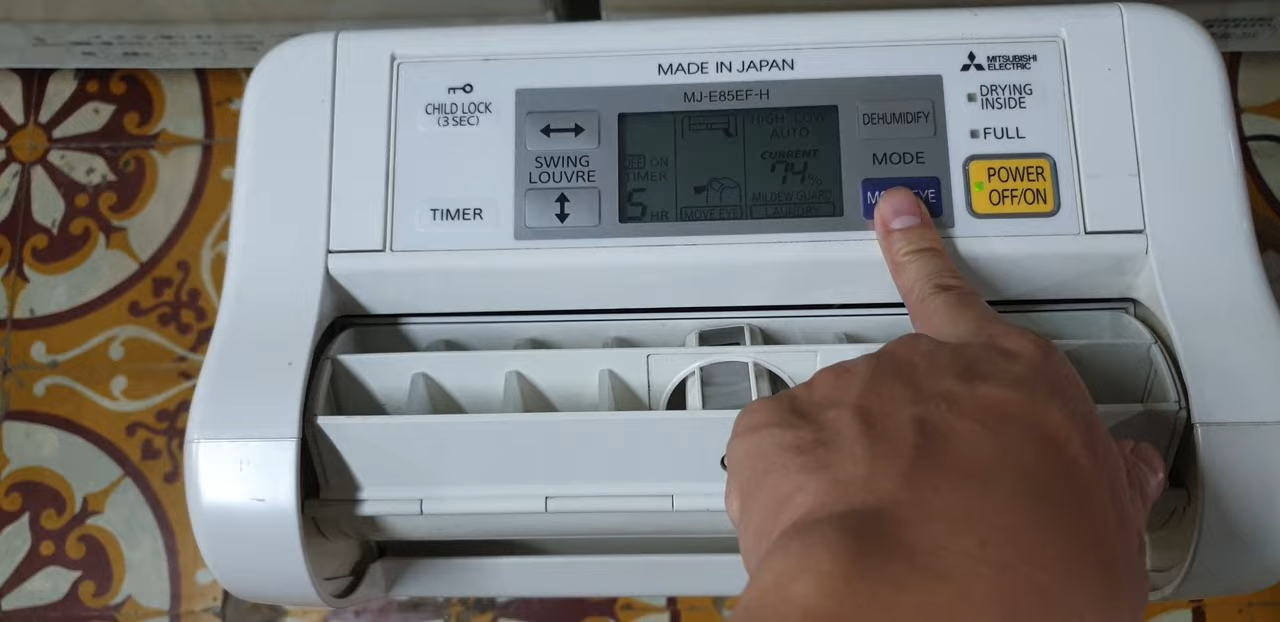 MADE IN JAPAN
MITSUBISHI
ELECTRIC
CHILD LOCK
(3 SEC)
MJ-E85EF-H
DRYING
INSIDE
SWING
LOUVRE
HIGH LOW
AUTO
OFF ON
TIMER
5 HR
CURRENT
74%
MILDEW GUARD
MOVE EYE
LAUNDRY
DEHUMIDIFY
MODE
FULL
POWER
OFF/ON
TIMER